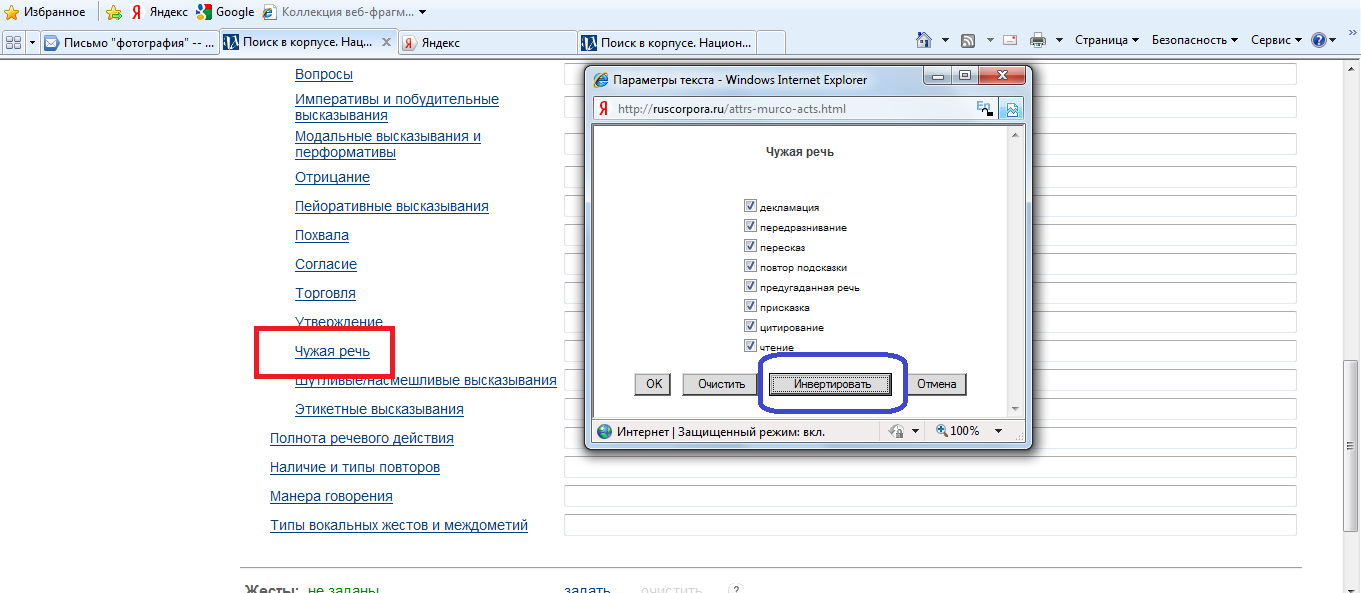 Избранное Яндекс Google Коллекция веб-фрагм...
Письмо "фотография" -- ... Поиск в корпусе. Нац... X Яндекс Поиск в корпусе. Национ... Страница Безопасность Сервис ? »
Вопросы
Императивы и побудительные
высказывания
Модальные высказывания и
перформативы
Отрицание
Пейоративные высказывания
Похвала
Согласие
Торговля
Утверждение
Чужая речь
Шутливые/насмешливые высказывания
Этикетные высказывания
Полнота речевого действия
Наличие и типы повторов
Манера говорения
Типы вокальных жестов и междометий
Жесты: не заданы задать очистить ?
Параметры текста - Windows Internet Explorer
Я http://ruscorpora.ru/attrs-murco-acts.html En
Чужая речь
декламация
передразнивание
пересказ
повтор подсказки
предугаданная речь
присказка
цитирование
чтение
OK Очистить Инвертировать Отмена
Интернет | Защищенный режим: вкл. 100%